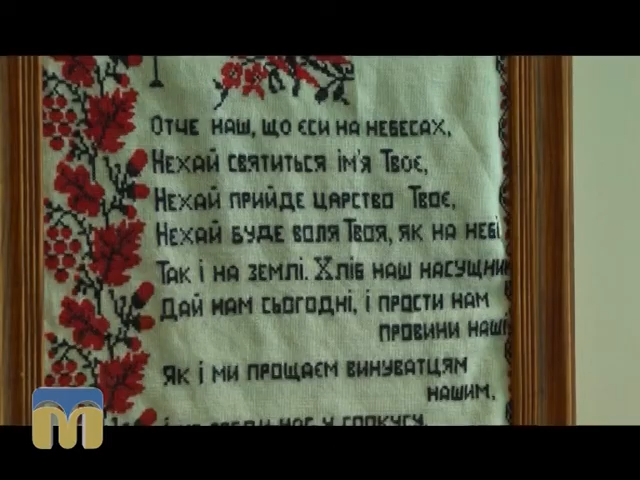 Отче наш, що єси на небесах,
Нехай святиться ім'я Твоє,
Нехай прийде царство Твоє,
Нехай буде воля Твоя, як на небі
Так і на землі. Хліб наш насущни
Дай нам сьогодні, і прости нам
провини наші
Як і ми прощаєм винуватцям
нашим,
у спокусу,
M